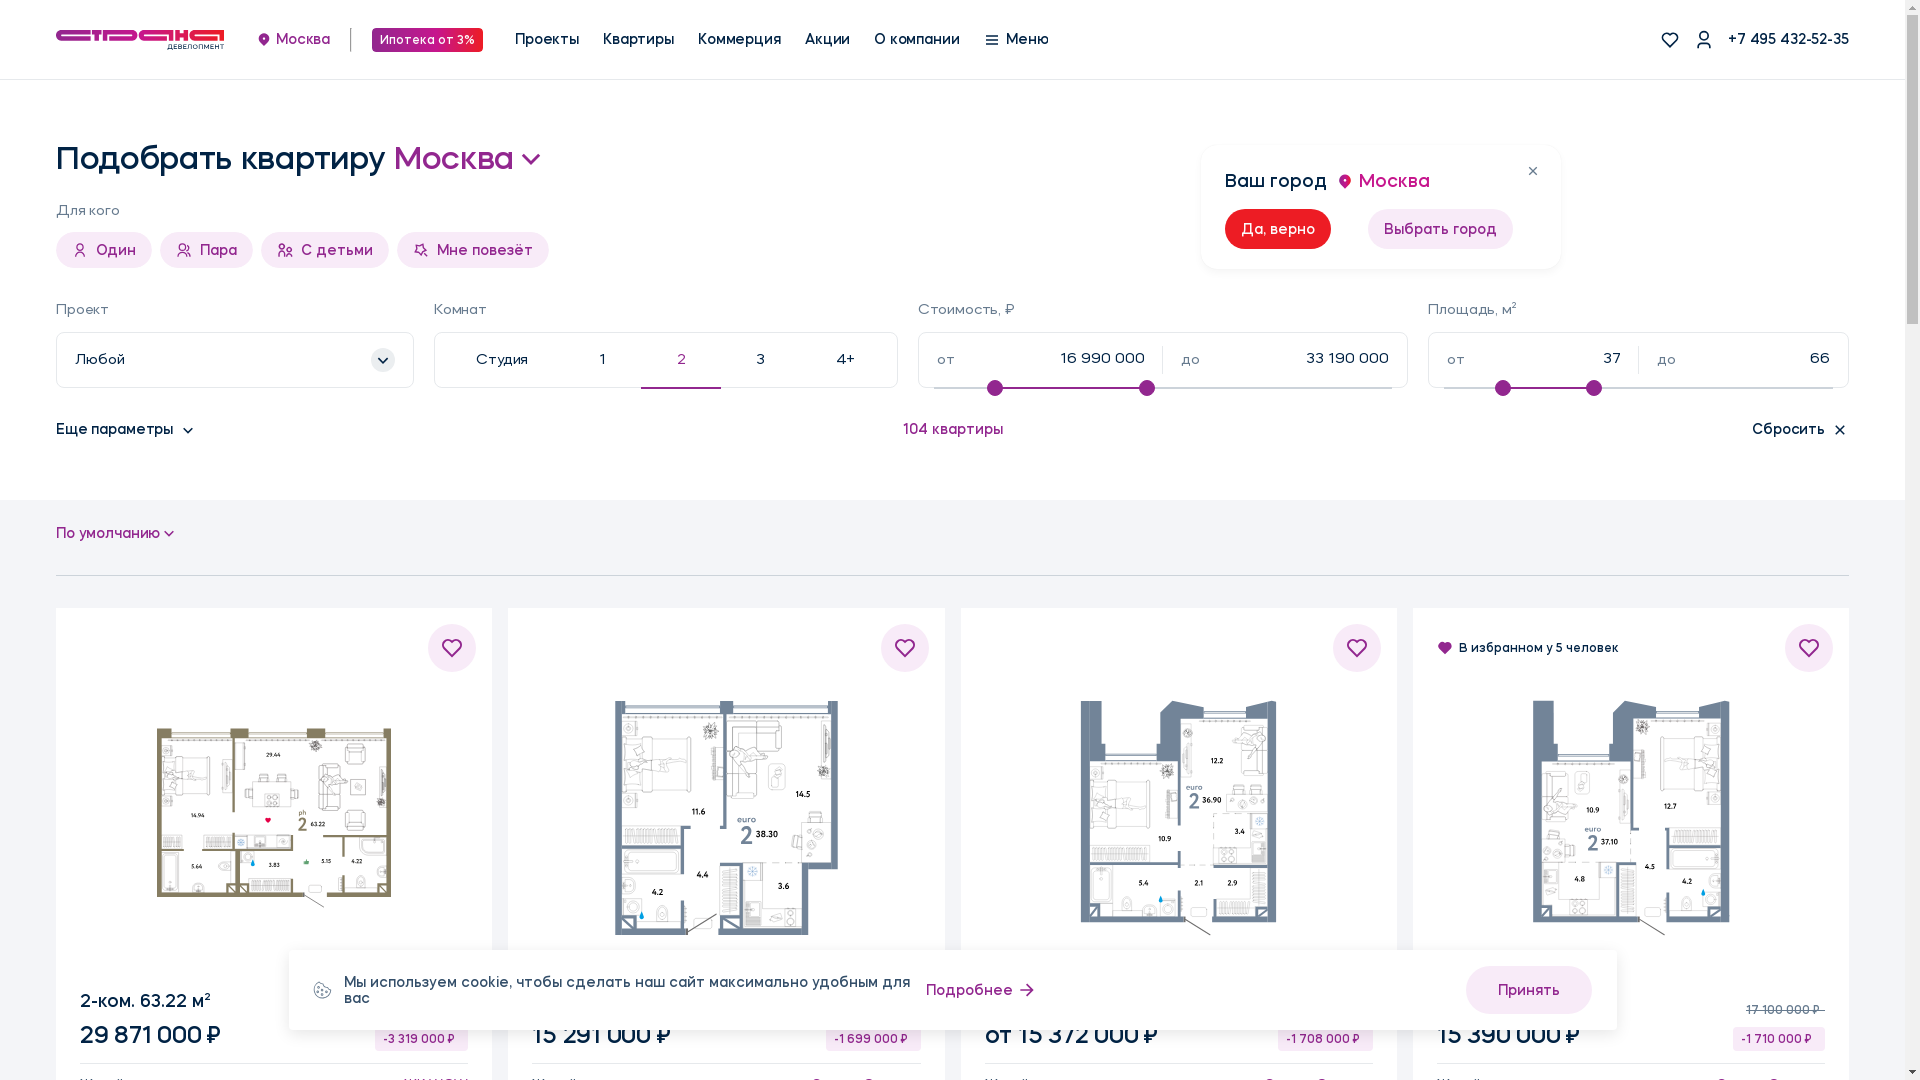 СТРАНА
ДЕВЕЛОПМЕНТ
Москва
Ипотека от 3%
Проекты
Квартиры
Коммерция
Акции
О компании
Меню
+7 495 432-52-35
Подобрать квартиру Москва
Ваш город Москва
Да, верно
Выбрать город
Для кого
Один
Пара
С детьми
Мне повезёт
Проект
Комнат
Стоимость, ₽
Площадь, м²
Любой
Студия 1 2 3 4+
от 16 990 000 до 33 190 000
от 37 до 66
Еще параметры
104 квартиры
Сбросить
По умолчанию
В избранном у 5 человек
29.44
14.94
ph
2 63.22
5.64
3.83
5.15
4.22
11.6
14.5
euro
2 38.30
4.4
4.2
3.6
12.2
euro
2 36.90
3.4
10.9
5.4
2.1
2.9
10.9
12.7
euro
2 37.10
4.8
4.5
4.2
2-ком. 63.22 м²
29 871 000 ₽
-3 319 000 ₽
15 291 000 ₽
-1 699 000 ₽
от 15 372 000 ₽
-1 708 000 ₽
17 100 000 ₽
15 390 000 ₽
-1 710 000 ₽
Мы используем cookie, чтобы сделать наш сайт максимально удобным для
вас
Подробнее
Принять